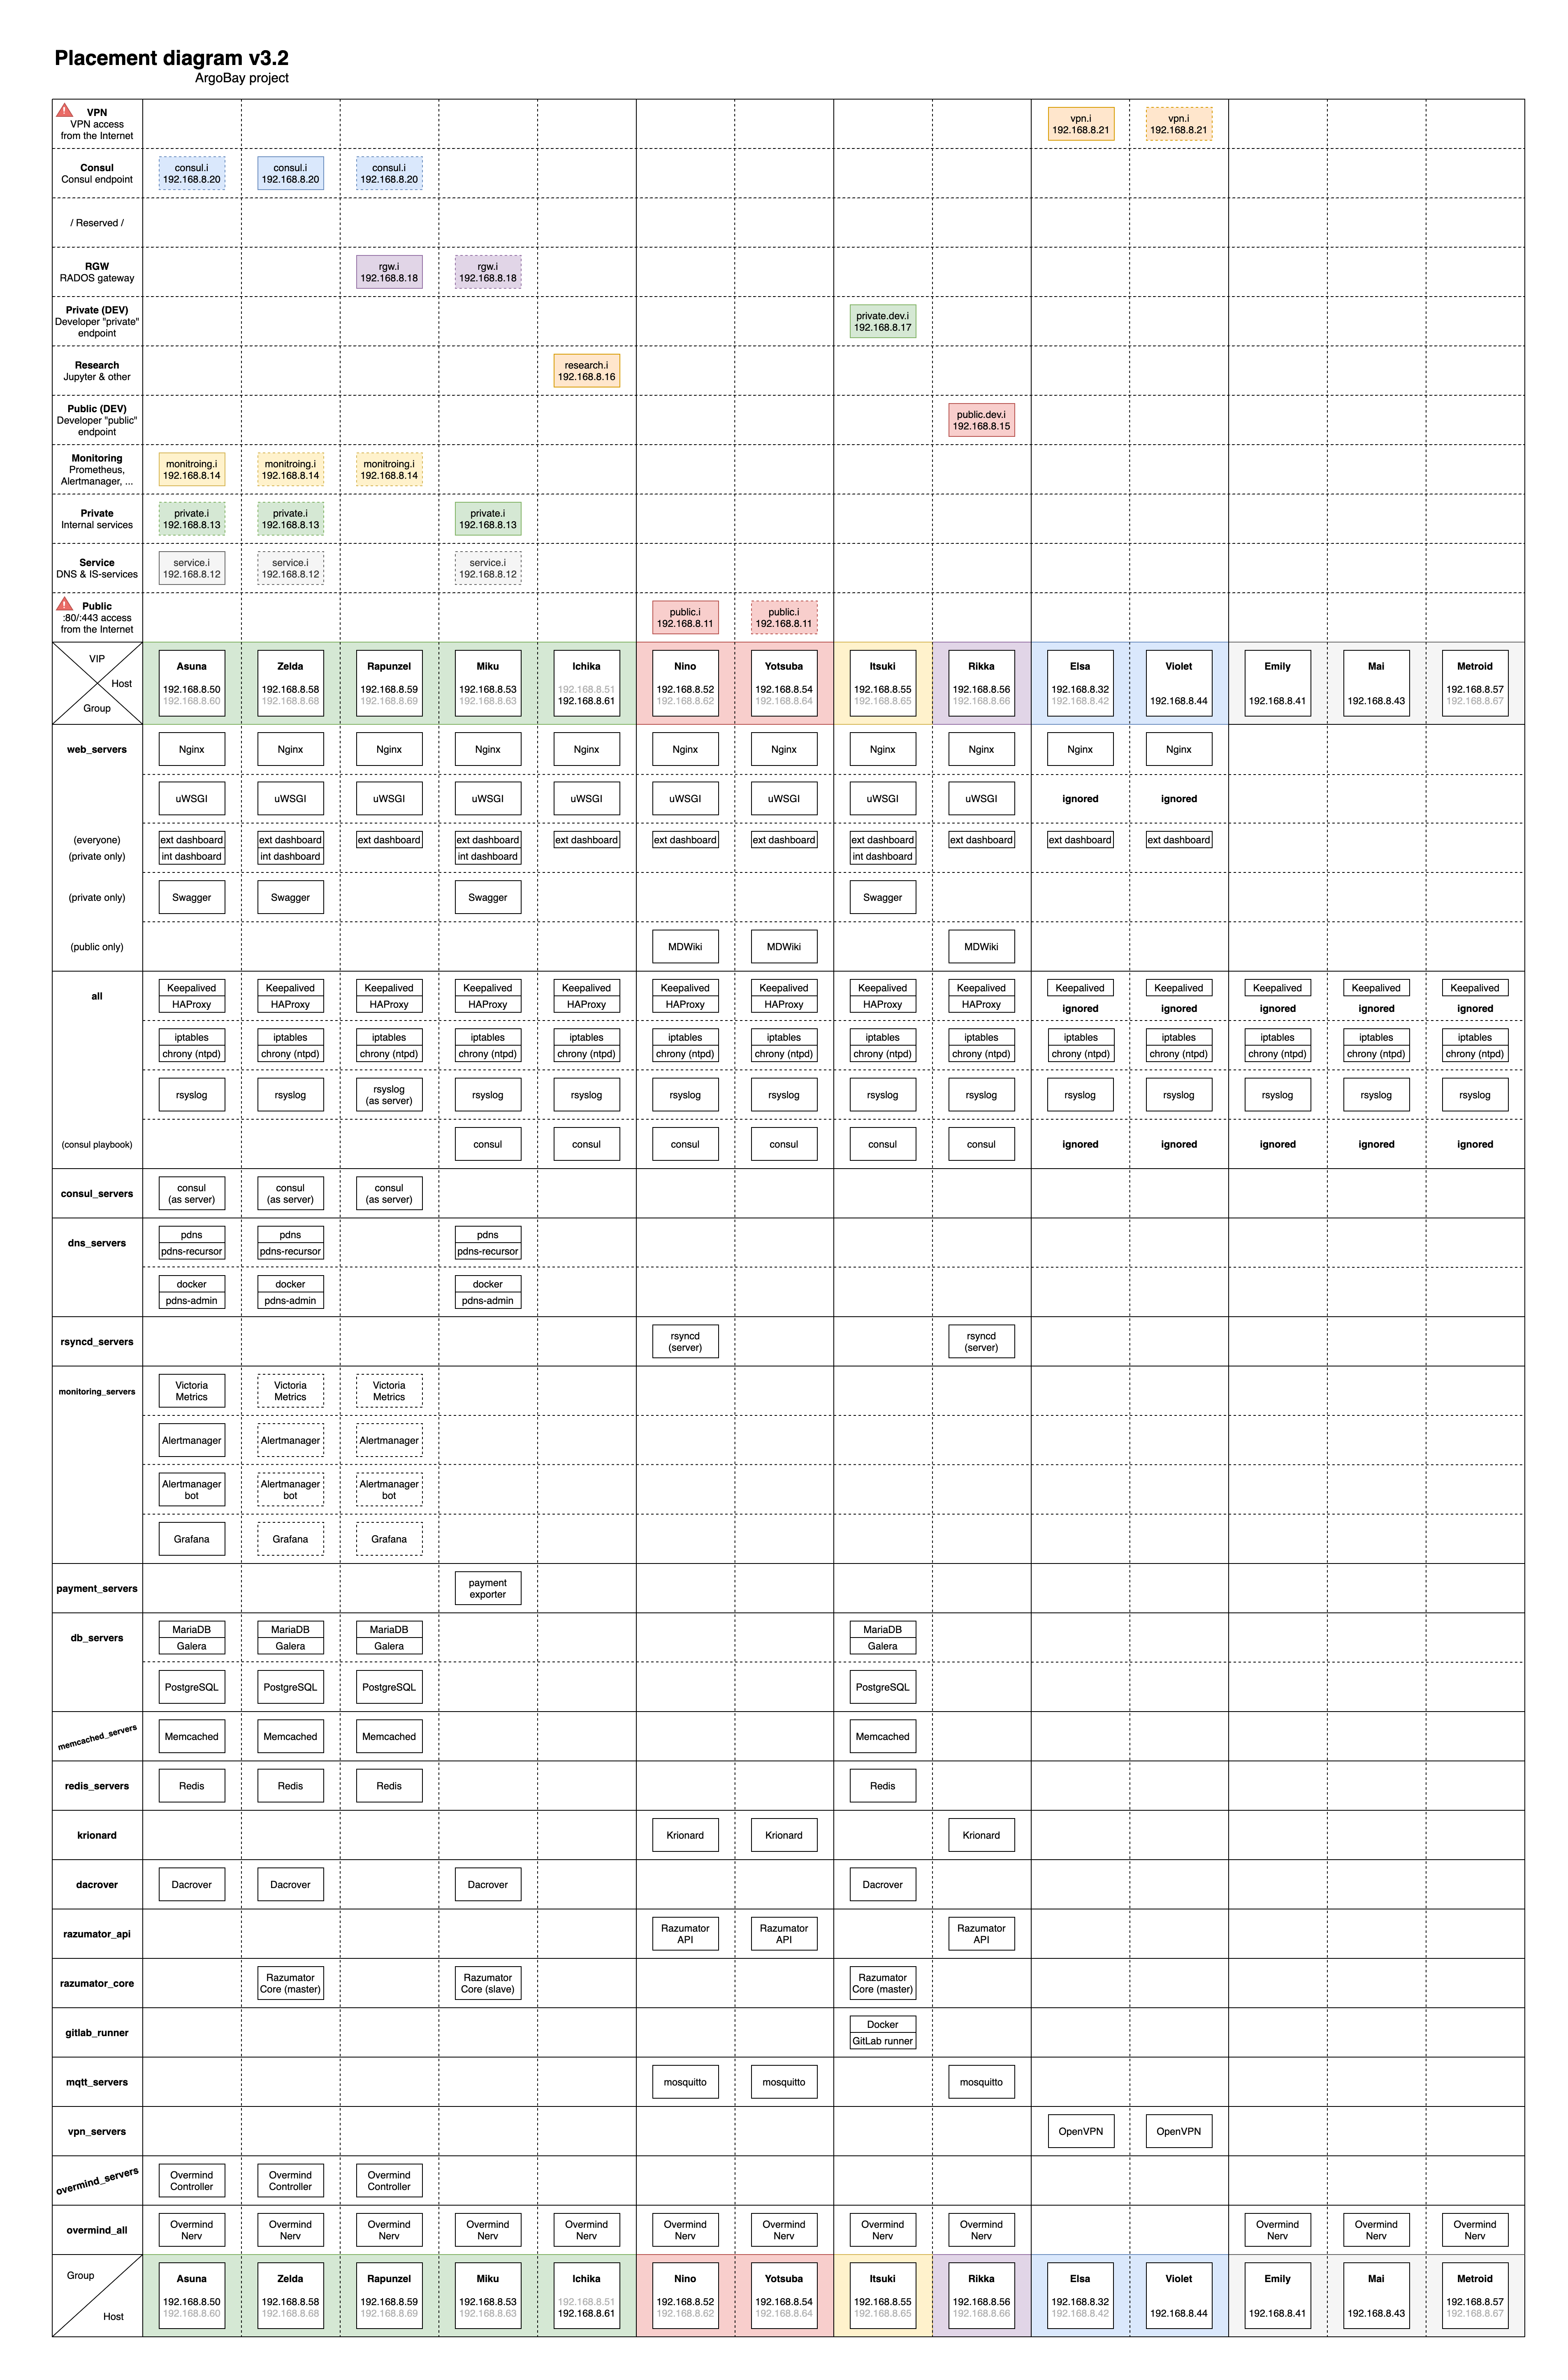 Placement diagram v3.2
ArgoBay project
VPN
VPN access
from the Internet
vpn.i
192.168.8.21
vpn.i
192.168.8.21
Consul
Consul endpoint
consul.i
192.168.8.20
consul.i
192.168.8.20
consul.i
192.168.8.20
/ Reserved /
RGW
RADOS gateway
rgw.i
192.168.8.18
rgw.i
192.168.8.18
Private (DEV)
Developer "private"
endpoint
private.dev.i
192.168.8.17
Research
Jupyter & other
research.i
192.168.8.16
Public (DEV)
Developer "public"
endpoint
public.dev.i
192.168.8.15
Monitoring
Prometheus,
Alertmanager, ...
monitroing.i
192.168.8.14
monitroing.i
192.168.8.14
monitroing.i
192.168.8.14
Private
Internal services
private.i
192.168.8.13
private.i
192.168.8.13
private.i
192.168.8.13
Service
DNS & IS-services
service.i
192.168.8.12
service.i
192.168.8.12
service.i
192.168.8.12
Public
:80/:443 access
from the Internet
public.i
192.168.8.11
public.i
192.168.8.11
VIP
Host
Group
Asuna
192.168.8.50
192.168.8.60
Zelda
192.168.8.58
192.168.8.68
Rapunzel
192.168.8.59
192.168.8.69
Miku
192.168.8.53
192.168.8.63
Ichika
192.168.8.51
192.168.8.61
Nino
192.168.8.52
192.168.8.62
Yotsuba
192.168.8.54
192.168.8.64
Itsuki
192.168.8.55
192.168.8.65
Rikka
192.168.8.56
192.168.8.66
Elsa
192.168.8.32
192.168.8.42
Violet
192.168.8.44
Emily
192.168.8.41
Mai
192.168.8.43
Metroid
192.168.8.57
192.168.8.67
web_servers
Nginx Nginx Nginx Nginx Nginx Nginx Nginx Nginx Nginx Nginx Nginx
uWSGI uWSGI uWSGI uWSGI uWSGI uWSGI uWSGI uWSGI uWSGI ignored ignored
(everyone) ext dashboard ext dashboard ext dashboard ext dashboard ext dashboard ext dashboard ext dashboard ext dashboard ext dashboard ext dashboard ext dashboard
(private only) int dashboard int dashboard int dashboard int dashboard
(private only) Swagger Swagger Swagger Swagger
(public only) MDWiki MDWiki MDWiki
all
Keepalived Keepalived Keepalived Keepalived Keepalived Keepalived Keepalived Keepalived Keepalived Keepalived Keepalived Keepalived Keepalived Keepalived
HAProxy HAProxy HAProxy HAProxy HAProxy HAProxy HAProxy HAProxy HAProxy ignored ignored ignored ignored ignored
iptables iptables iptables iptables iptables iptables iptables iptables iptables iptables iptables iptables iptables iptables
chrony (ntpd) chrony (ntpd) chrony (ntpd) chrony (ntpd) chrony (ntpd) chrony (ntpd) chrony (ntpd) chrony (ntpd) chrony (ntpd) chrony (ntpd) chrony (ntpd) chrony (ntpd) chrony (ntpd) chrony (ntpd)
rsyslog
rsyslog
rsyslog
(as server)
rsyslog rsyslog rsyslog rsyslog rsyslog rsyslog rsyslog rsyslog rsyslog rsyslog rsyslog
(consul playbook) consul consul consul consul consul consul ignored ignored ignored ignored ignored
consul_servers
consul
(as server)
consul
(as server)
consul
(as server)
dns_servers
pdns pdns pdns
pdns-recursor pdns-recursor pdns-recursor
docker docker docker
pdns-admin pdns-admin pdns-admin
rsyncd_servers
rsyncd
(server)
rsyncd
(server)
monitoring_servers
Victoria
Metrics
Victoria
Metrics
Victoria
Metrics
Alertmanager Alertmanager Alertmanager
Alertmanager
bot
Alertmanager
bot
Alertmanager
bot
Grafana Grafana Grafana
payment_servers
payment
exporter
db_servers
MariaDB MariaDB MariaDB MariaDB
Galera Galera Galera Galera
PostgreSQL PostgreSQL PostgreSQL PostgreSQL
memcached_servers
Memcached Memcached Memcached Memcached
redis_servers
Redis Redis Redis Redis
krionard
Krionard Krionard Krionard
dacrover
Dacrover Dacrover Dacrover Dacrover
razumator_api
Razumator
API
Razumator
API
Razumator
API
razumator_core
Razumator
Core (master)
Razumator
Core (slave)
Razumator
Core (master)
gitlab_runner
Docker
GitLab runner
mqtt_servers
mosquitto mosquitto mosquitto
vpn_servers
OpenVPN OpenVPN
overmind_servers
Overmind
Controller
Overmind
Controller
Overmind
Controller
overmind_all
Overmind Overmind Overmind Overmind Overmind Overmind Overmind Overmind Overmind Overmind Overmind Overmind
Nerv Nerv Nerv Nerv Nerv Nerv Nerv Nerv Nerv Nerv Nerv Nerv
Group
Host
Asuna
192.168.8.50
192.168.8.60
Zelda
192.168.8.58
192.168.8.68
Rapunzel
192.168.8.59
192.168.8.69
Miku
192.168.8.53
192.168.8.63
Ichika
192.168.8.51
192.168.8.61
Nino
192.168.8.52
192.168.8.62
Yotsuba
192.168.8.54
192.168.8.64
Itsuki
192.168.8.55
192.168.8.65
Rikka
192.168.8.56
192.168.8.66
Elsa
192.168.8.32
192.168.8.42
Violet
192.168.8.44
Emily
192.168.8.41
Mai
192.168.8.43
Metroid
192.168.8.57
192.168.8.67